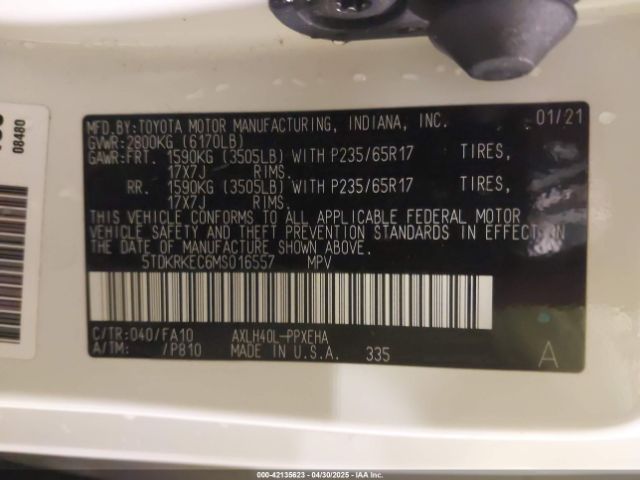 08480
MFD.BY:TOYOTA MOTOR MANUFACTURING, INDIANA, INC. 01/21
GVWR:2800KG (6170LB)
GAWR:FRT. 1590KG (3505LB) WITH P235/65R17 TIRES,
17X7J RIMS.
RR. 1590KG (3505LB) WITH P235/65R17 TIRES,
17X7J RIMS.
THIS VEHICLE CONFORMS TO ALL APPLICABLE FEDERAL MOTOR
VEHICLE SAFETY AND THEFT PREVENTION STANDARDS IN EFFECT ON
THE DATE OF MANUFACTURE SHOWN ABOVE.
5TDKRKEC6MS016557 MPV
C/TR:040/FA10 AXLH40L-PPXEHA
A/TM: /P810 MADE IN U.S.A. 335 A
000-42135623 - 04/30/2025 - IAA Inc.